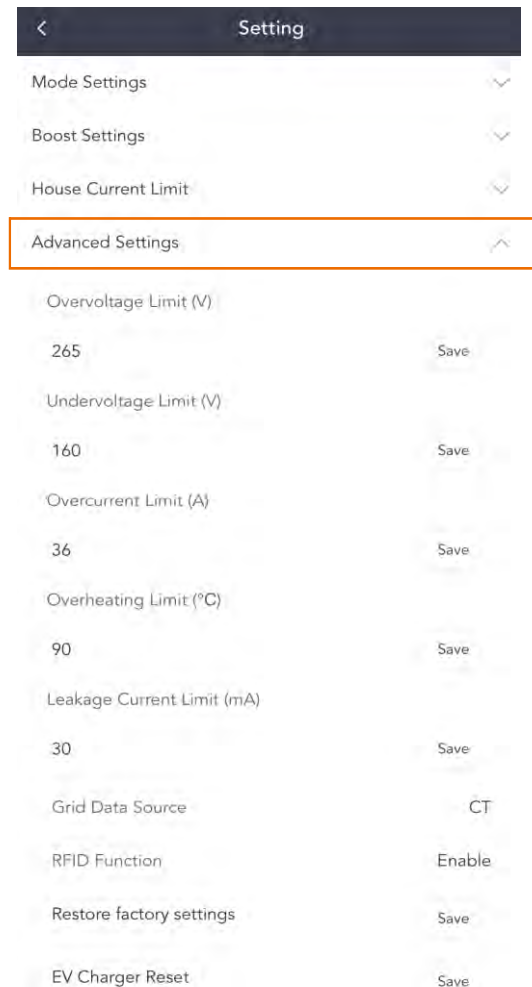 Setting
Mode Settings
Boost Settings
House Current Limit
Advanced Settings
Overvoltage Limit (V)
265 Save
Undervoltage Limit (V)
160 Save
Overcurrent Limit (A)
36 Save
Overheating Limit (°C)
90 Save
Leakage Current Limit (mA)
30 Save
Grid Data Source CT
RFID Function Enable
Restore factory settings Save
EV Charger Reset Save